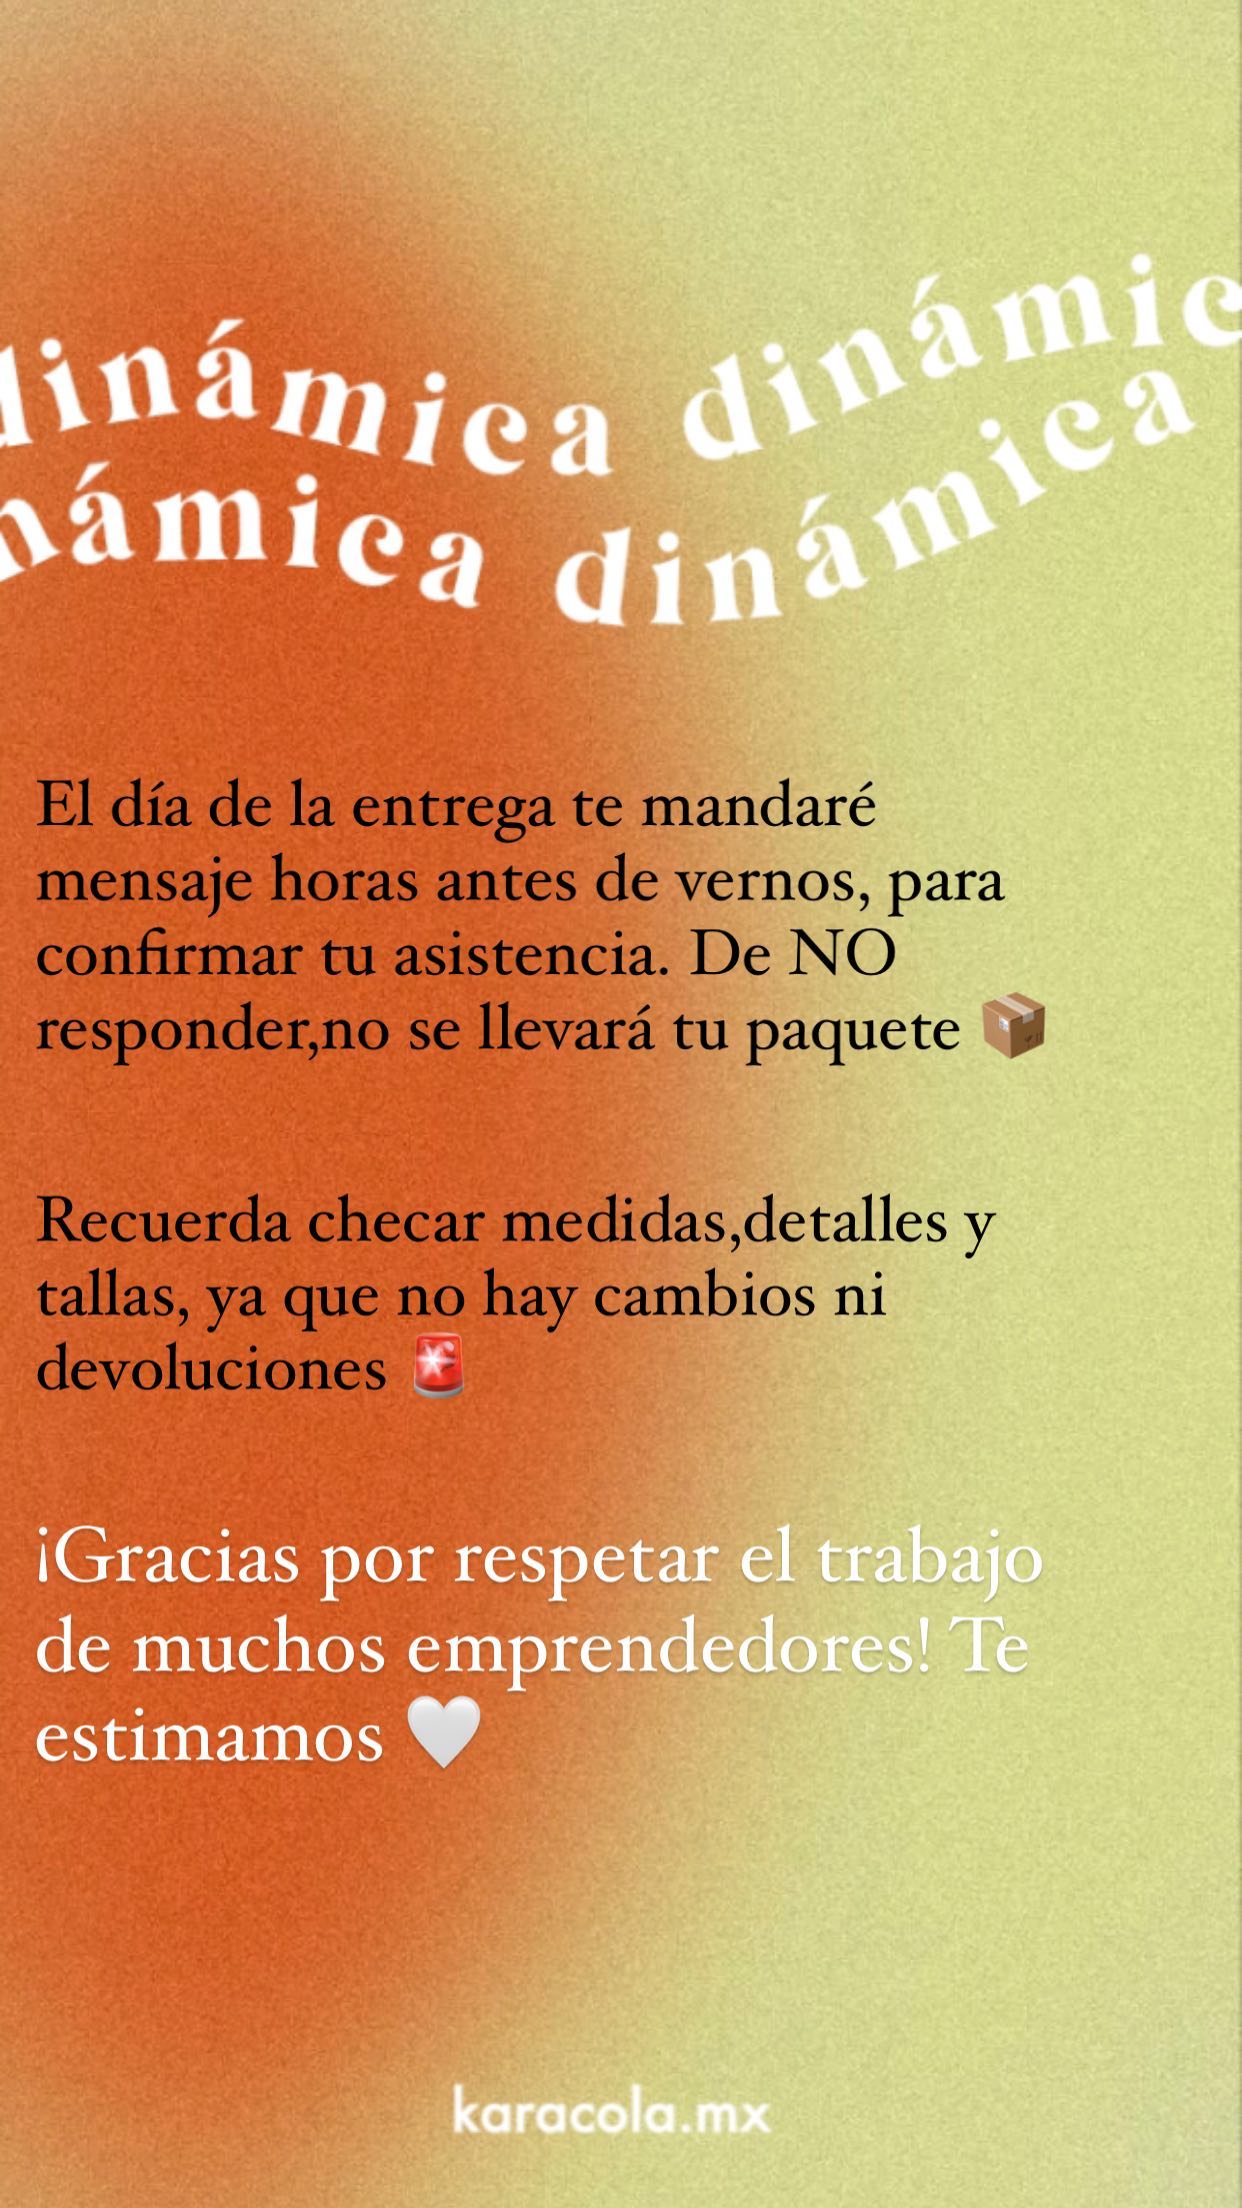 dinámica dinámic
námica dinámica
El día de la entrega te mandaré
mensaje horas antes de vernos, para
confirmar tu asistencia. De NO
responder,no se llevará tu paquete 📦
Recuerda checar medidas,detalles y
tallas, ya que no hay cambios ni
devoluciones 🚨
¡Gracias por respetar el trabajo
de muchos emprendedores! Te
estimamos 🤍
karacola.mx